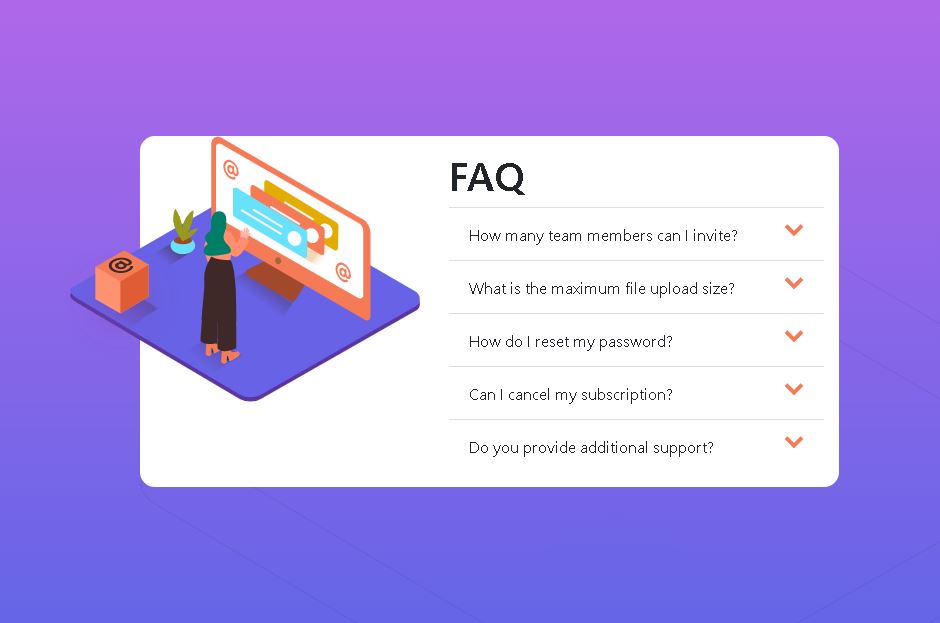 @
@
@
FAQ
How many team members can I invite?
What is the maximum file upload size?
How do I reset my password?
Can I cancel my subscription?
Do you provide additional support?